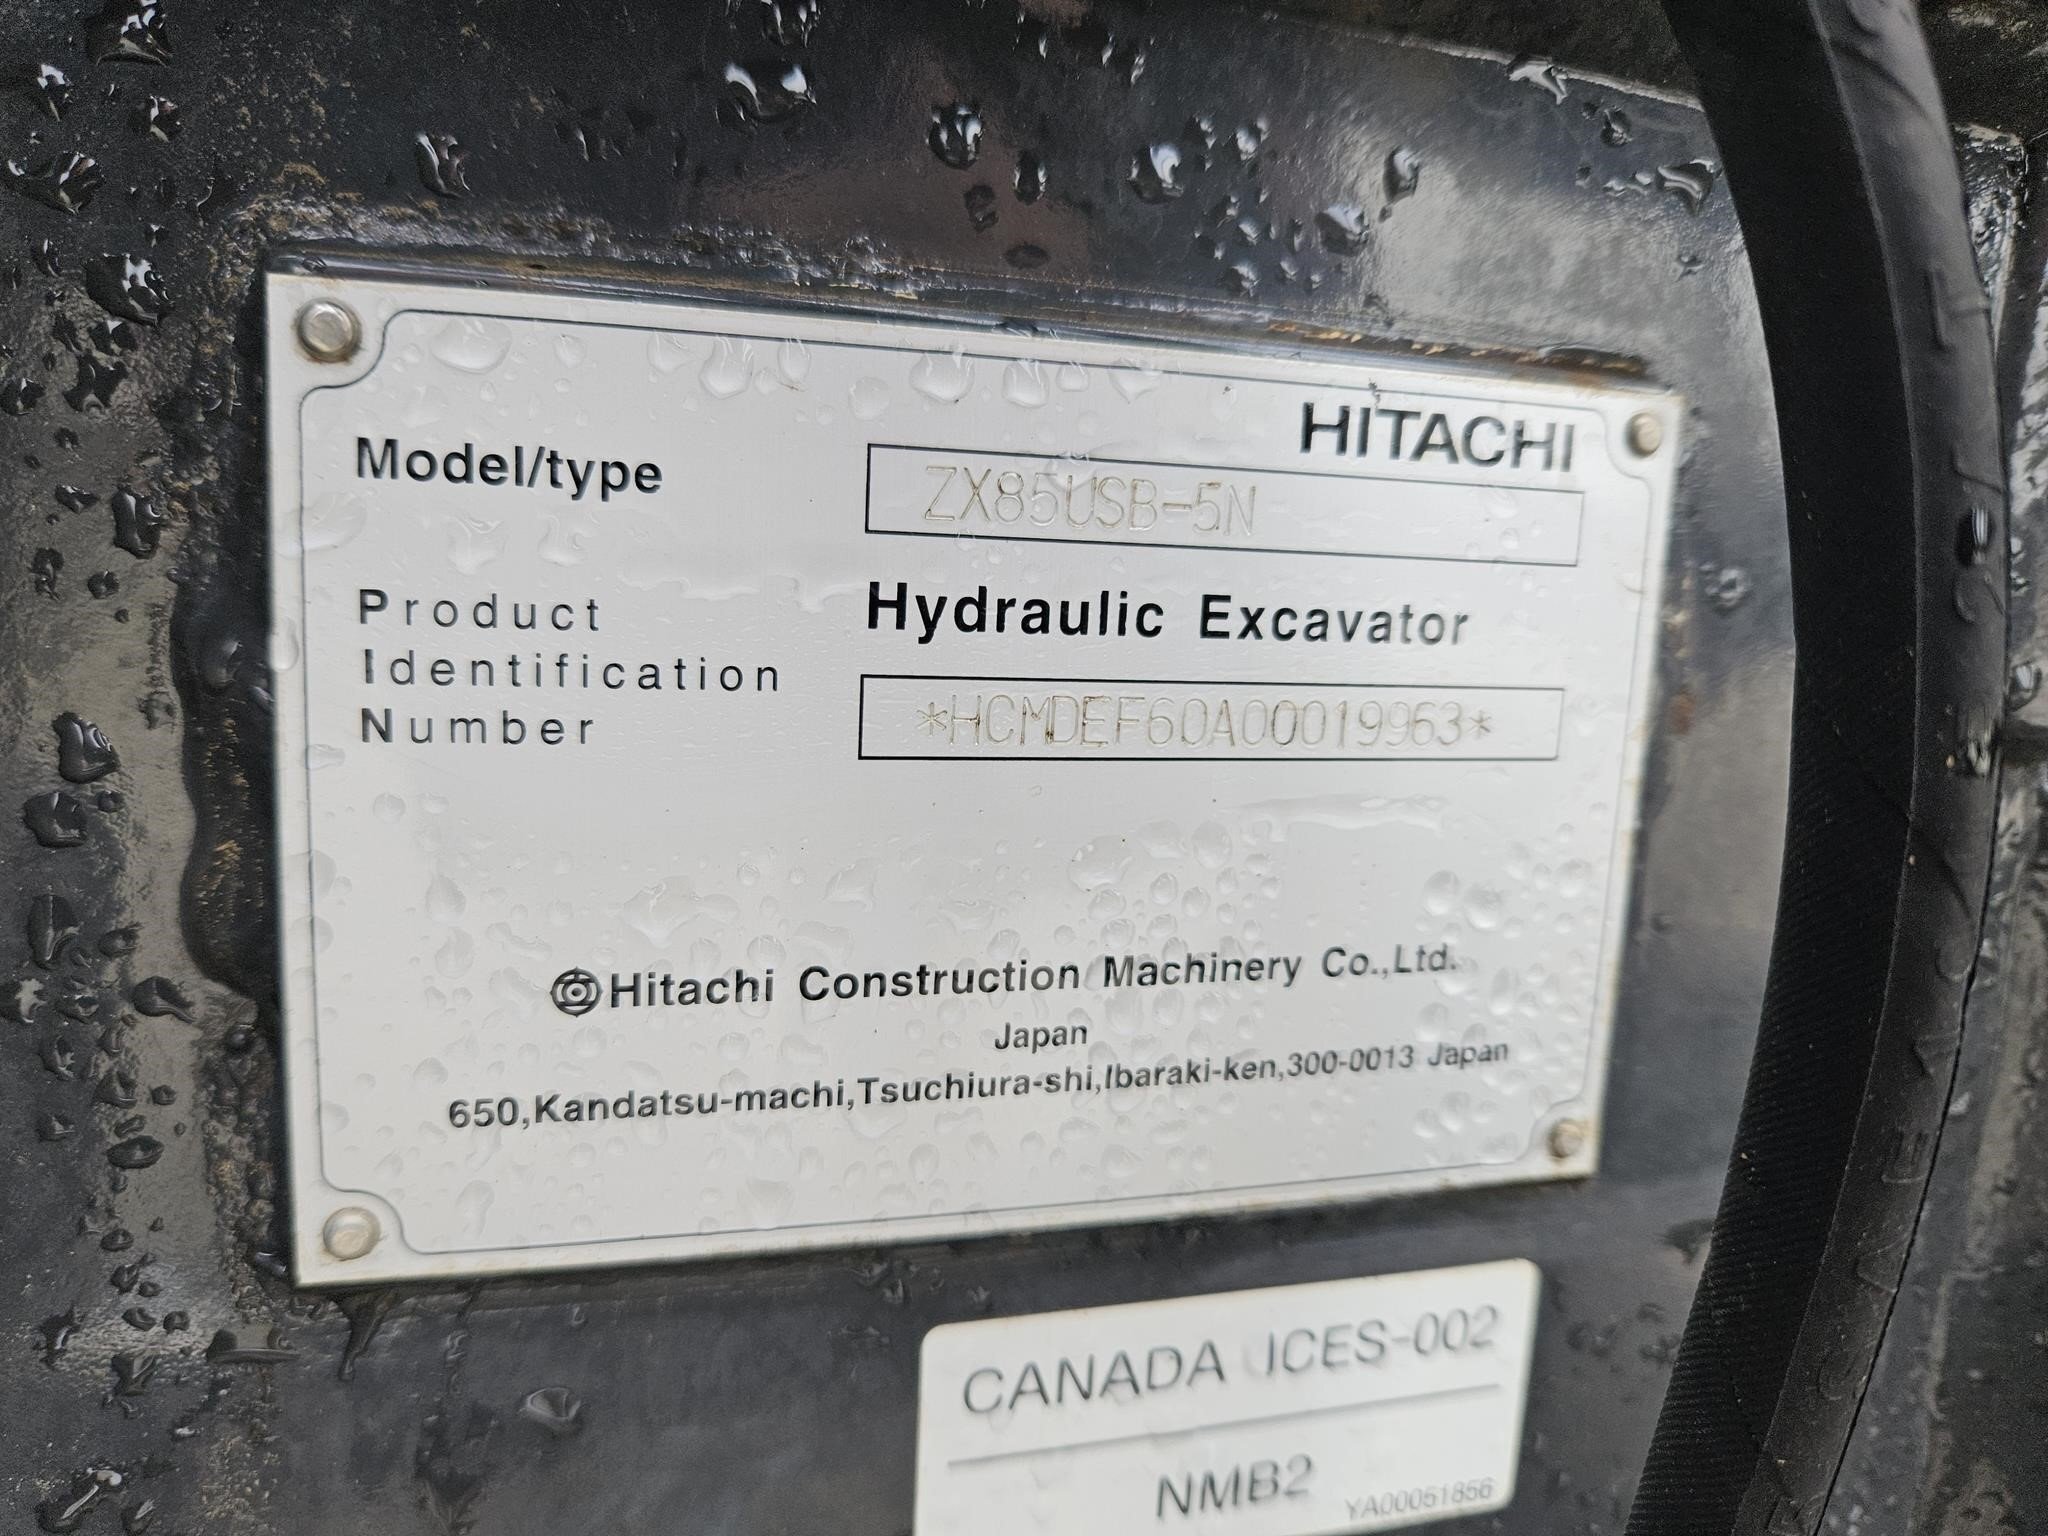 HITACHI
Model/type ZX85USB-5N
Hydraulic Excavator
Product
Identification
Number *HCMDEF60A00019963*
Hitachi Construction Machinery Co.,Ltd.
Japan
650,Kandatsu-machi,Tsuchiura-shi,Ibaraki-ken,300-0013 Japan
CANADA ICES-002
NMB2
YA00051856